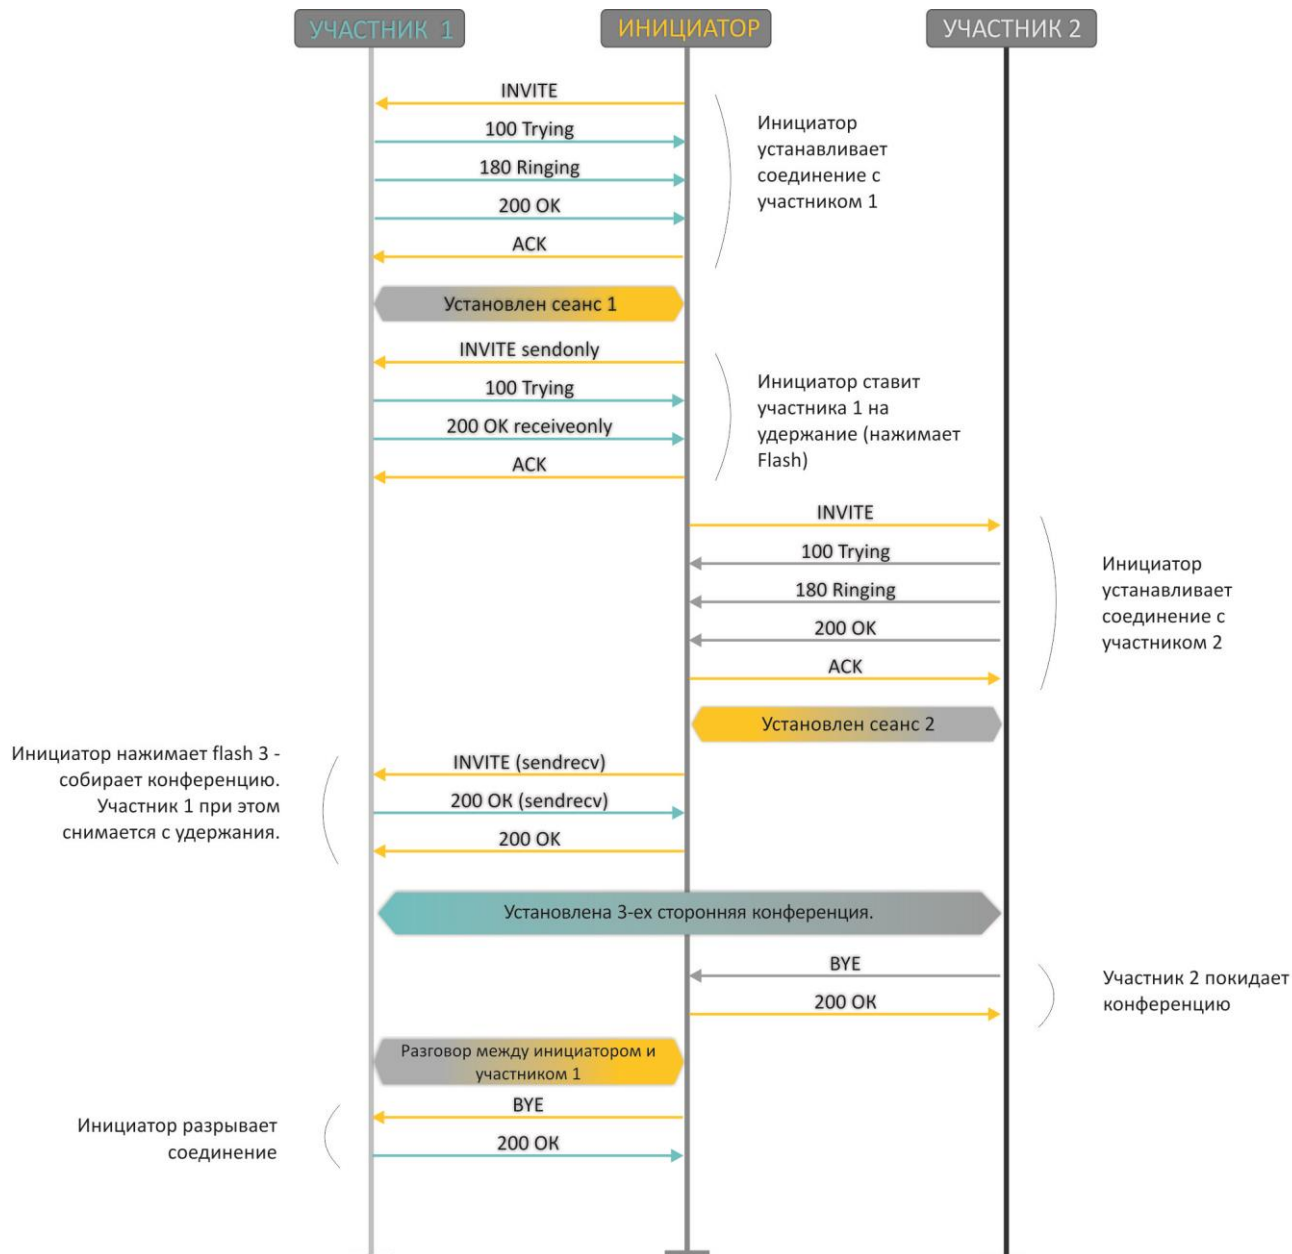 УЧАСТНИК 1
ИНИЦИАТОР
УЧАСТНИК 2
INVITE
100 Trying
180 Ringing
200 OK
ACK
Инициатор
устанавливает
соединение с
участником 1
Установлен сеанс 1
INVITE sendonly
100 Trying
200 OK receiveonly
ACK
Инициатор ставит
участника 1 на
удержание (нажимает
Flash)
INVITE
100 Trying
180 Ringing
200 OK
ACK
Инициатор
устанавливает
соединение с
участником 2
Установлен сеанс 2
Инициатор нажимает flash 3 -
собирает конференцию.
Участник 1 при этом
снимается с удержания.
INVITE (sendrecv)
200 OK (sendrecv)
200 OK
Установлена 3-ех сторонняя конференция.
BYE
200 OK
Участник 2 покидает
конференцию
Разговор между инициатором и
участником 1
BYE
200 OK
Инициатор разрывает
соединение